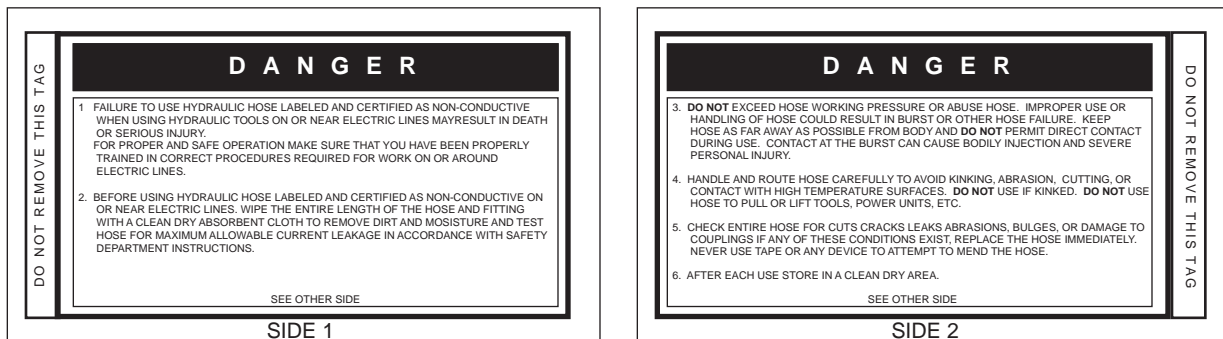 DO NOT REMOVE THIS TAG
DANGER
1 FAILURE TO USE HYDRAULIC HOSE LABELED AND CERTIFIED AS NON-CONDUCTIVE
WHEN USING HYDRAULIC TOOLS ON OR NEAR ELECTRIC LINES MAYRESULT IN DEATH
OR SERIOUS INJURY.
FOR PROPER AND SAFE OPERATION MAKE SURE THAT YOU HAVE BEEN PROPERLY
TRAINED IN CORRECT PROCEDURES REQUIRED FOR WORK ON OR AROUND
ELECTRIC LINES.
2. BEFORE USING HYDRAULIC HOSE LABELED AND CERTIFIED AS NON-CONDUCTIVE ON
OR NEAR ELECTRIC LINES. WIPE THE ENTIRE LENGTH OF THE HOSE AND FITTING
WITH A CLEAN DRY ABSORBENT CLOTH TO REMOVE DIRT AND MOSISTURE AND TEST
HOSE FOR MAXIMUM ALLOWABLE CURRENT LEAKAGE IN ACCORDANCE WITH SAFETY
DEPARTMENT INSTRUCTIONS.
SEE OTHER SIDE
SIDE 1
DANGER
3. DO NOT EXCEED HOSE WORKING PRESSURE OR ABUSE HOSE. IMPROPER USE OR
HANDLING OF HOSE COULD RESULT IN BURST OR OTHER HOSE FAILURE. KEEP
HOSE AS FAR AWAY AS POSSIBLE FROM BODY AND DO NOT PERMIT DIRECT CONTACT
DURING USE. CONTACT AT THE BURST CAN CAUSE BODILY INJECTION AND SEVERE
PERSONAL INJURY.
4. HANDLE AND ROUTE HOSE CAREFULLY TO AVOID KINKING, ABRASION, CUTTING, OR
CONTACT WITH HIGH TEMPERATURE SURFACES. DO NOT USE IF KINKED. DO NOT USE
HOSE TO PULL OR LIFT TOOLS, POWER UNITS, ETC.
5. CHECK ENTIRE HOSE FOR CUTS CRACKS LEAKS ABRASIONS, BULGES, OR DAMAGE TO
COUPLINGS IF ANY OF THESE CONDITIONS EXIST, REPLACE THE HOSE IMMEDIATELY.
NEVER USE TAPE OR ANY DEVICE TO ATTEMPT TO MEND THE HOSE.
6. AFTER EACH USE STORE IN A CLEAN DRY AREA.
SEE OTHER SIDE
DO NOT REMOVE THIS TAG
SIDE 2